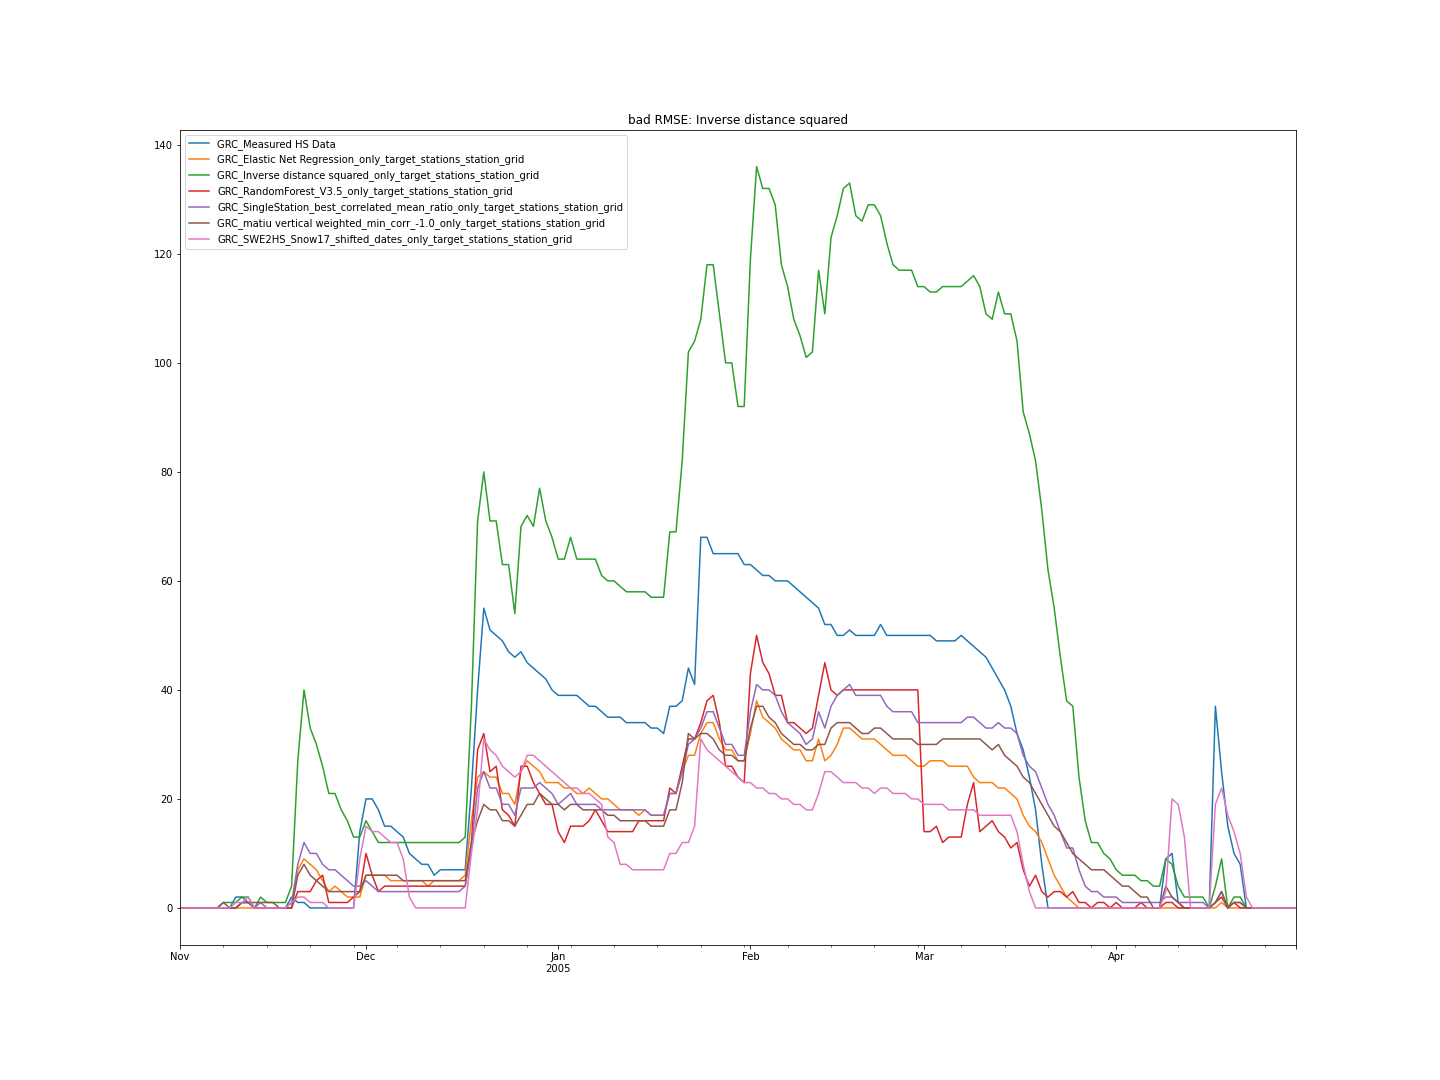 bad RMSE: Inverse distance squared
GRC_Measured HS Data
GRC_Elastic Net Regression_only_target_stations_station_grid
GRC_Inverse distance squared_only_target_stations_station_grid
GRC_RandomForest_V3.5_only_target_stations_station_grid
GRC_SingleStation_best_correlated_mean_ratio_only_target_stations_station_grid
GRC_matiu vertical weighted_min_corr_-1.0_only_target_stations_station_grid
GRC_SWE2HS_Snow17_shifted_dates_only_target_stations_station_grid
140
120
100
80
60
40
20
0
Nov Dec Jan Feb Mar Apr
2005